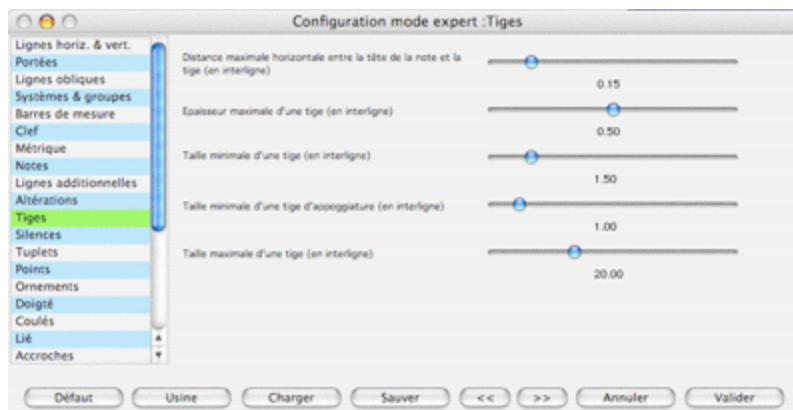 Configuration mode expert :Tiges
Lignes horiz. & vert.
Portées
Lignes obliques
Systèmes & groupes
Barres de mesure
Clef
Métrique
Notes
Lignes additionnelles
Altérations
Tiges
Silences
Tuplets
Points
Ornements
Doigté
Coulés
Lié
Accroches
Distance maximale horizontale entre la tête de la note et la
tige (en interligne)
0.15
Epaisseur maximale d'une tige (en interligne)
0.50
Taille minimale d'une tige (en interligne)
1.50
Taille minimale d'une tige d'appoggiature (en interligne)
1.00
Taille maximale d'une tige (en interligne)
20.00
Défaut Usine Charger Sauver << >> Annuler Valider